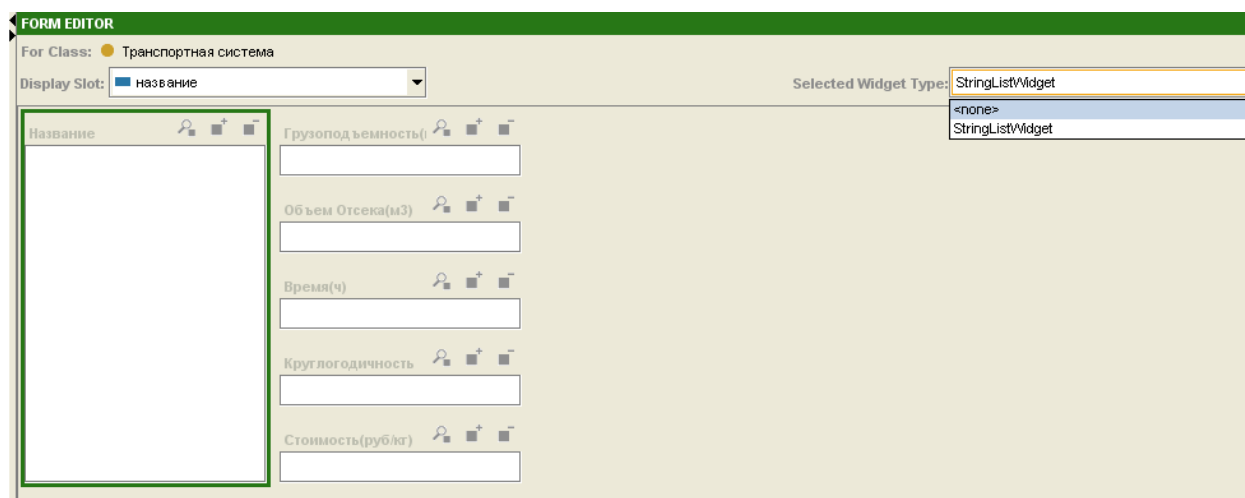 FORM EDITOR
For Class: Транспортная система
Display Slot: название
Selected Widget Type: StringListWidget
<none>
StringListWidget
Название
Грузоподъемность(
Объем Отсека(м3)
Время(ч)
Круглогодичность
Стоимость(руб/кг)